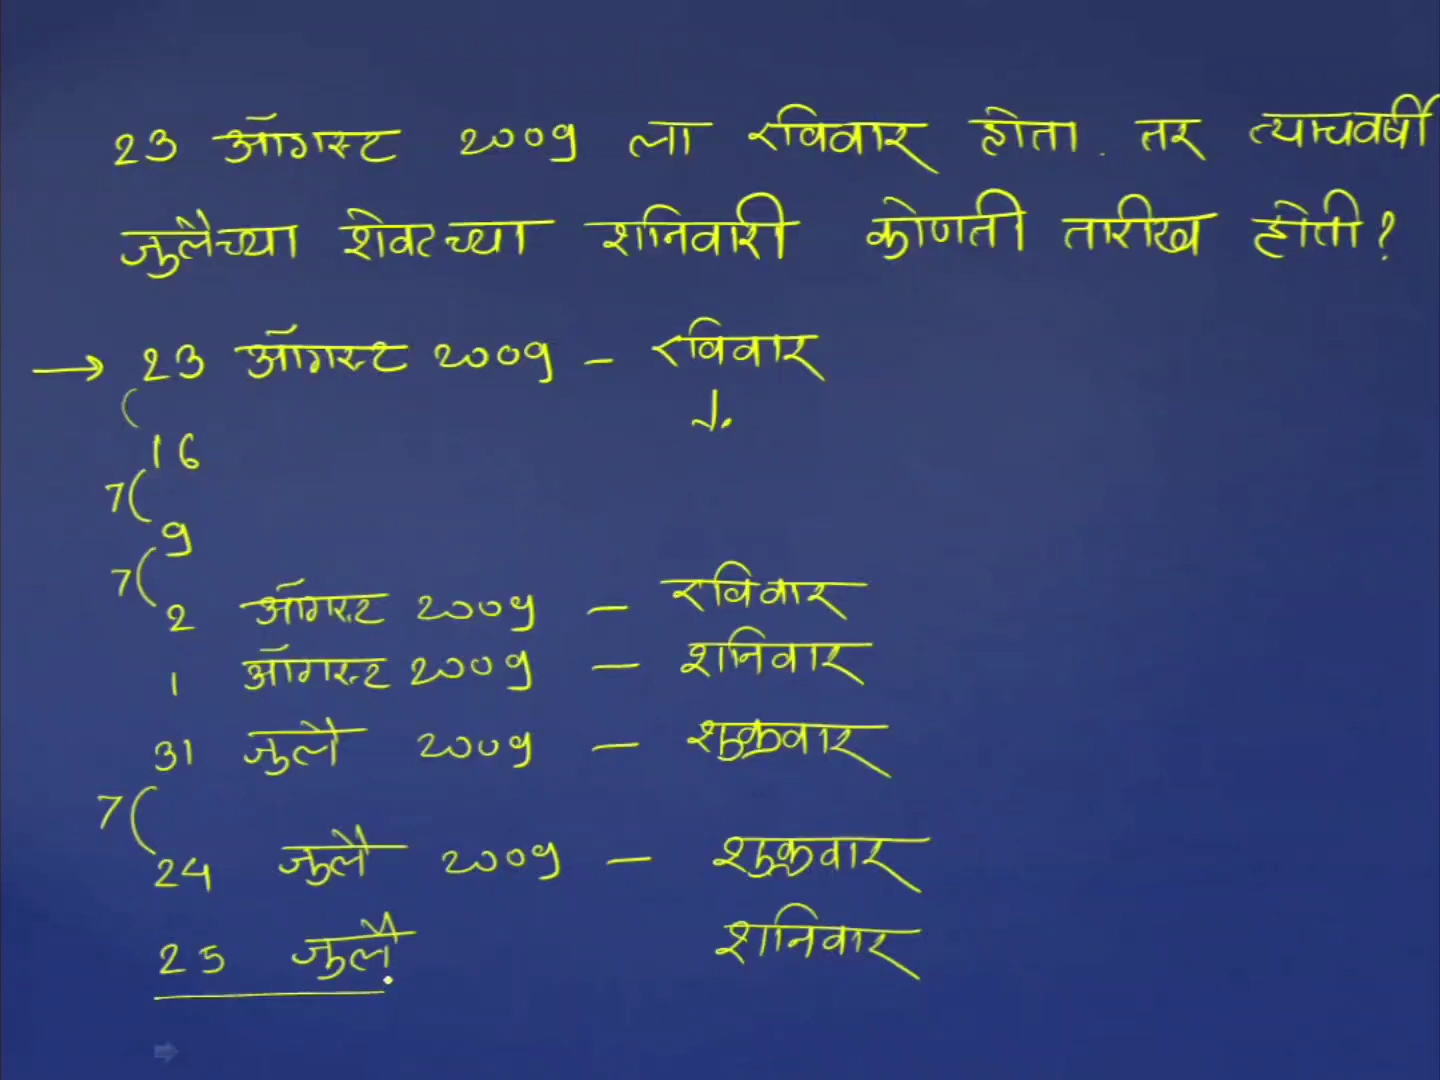 23 ऑगस्ट 2009 ला रविवार होता. तर त्याचवर्षी
जुलैच्या शेवटच्या शनिवारी कोणती तारीख होती?
→ 23 ऑगस्ट 2009 - रविवार
16
7
9
7
2 ऑगस्ट 2009 - रविवार
1 ऑगस्ट 2009 - शनिवार
31 जुलै 2009 - शुक्रवार
7
24 जुलै 2009 - शुक्रवार
25 जुलै शनिवार